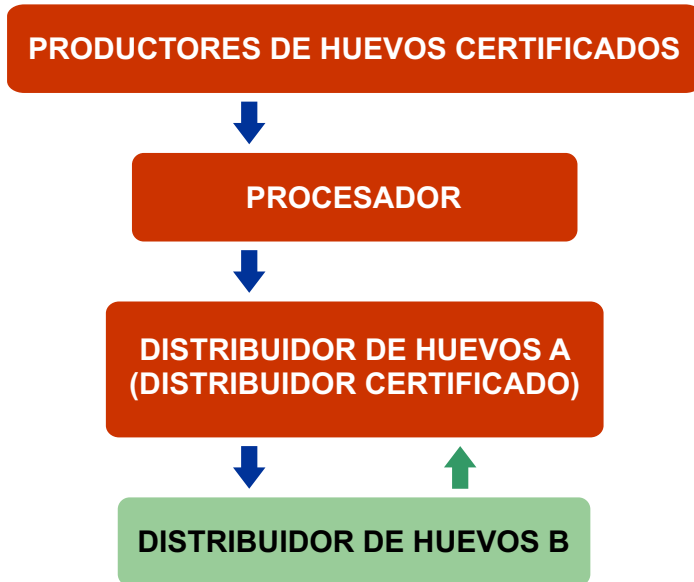 PRODUCTORES DE HUEVOS CERTIFICADOS
PROCESADOR
DISTRIBUIDOR DE HUEVOS A
(DISTRIBUIDOR CERTIFICADO)
DISTRIBUIDOR DE HUEVOS B